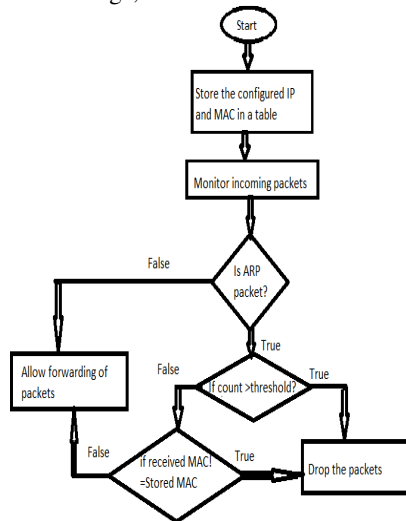 Start
Store the configured IP
and MAC in a table
Monitor incoming packets
False
Is ARP
packet?
True
Allow forwarding of
packets
False
If count >threshold?
True
False
if received MAC!
=Stored MAC
True
Drop the packets